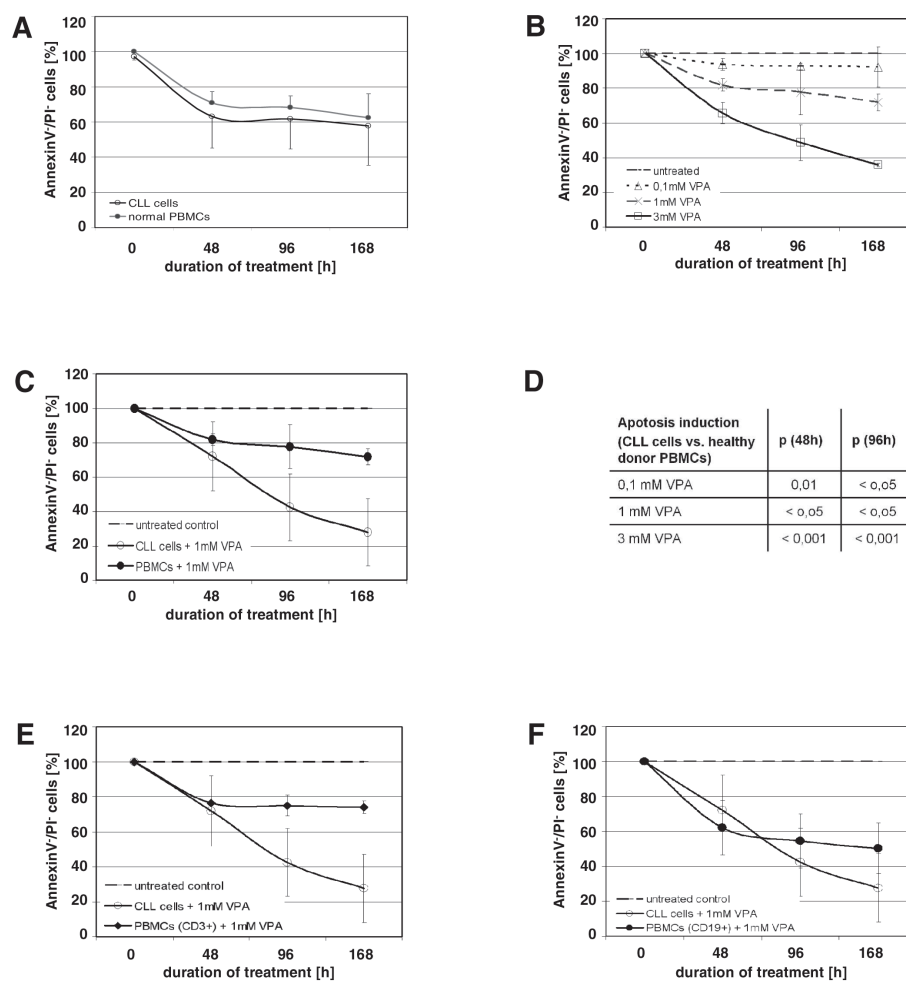 A
AnnexinV-/PI- cells [%]
120
100
80
60
40
20
0
CLL cells
normal PBMCs
0 48 96 168
duration of treatment [h]
B
AnnexinV-/PI- cells [%]
120
100
80
60
40
20
0
untreated
0,1mM VPA
1mM VPA
3mM VPA
0 48 96 168
duration of treatment [h]
C
AnnexinV-/PI- cells [%]
120
100
80
60
40
20
0
untreated control
CLL cells + 1mM VPA
PBMCs + 1mM VPA
0 48 96 168
duration of treatment [h]
D
Apotosis induction
(CLL cells vs. healthy
donor PBMCs)
p (48h) p (96h)
0,1 mM VPA 0,01 < 0,05
1 mM VPA < 0,05 < 0,05
3 mM VPA < 0,001 < 0,001
E
AnnexinV-/PI- cells [%]
120
100
80
60
40
20
0
untreated control
CLL cells + 1mM VPA
PBMCs (CD3+) + 1mM VPA
0 48 96 168
duration of treatment [h]
F
AnnexinV-/PI- cells [%]
120
100
80
60
40
20
0
untreated control
CLL cells + 1mM VPA
PBMCs (CD19+) + 1mM VPA
0 48 96 168
duration of treatment [h]